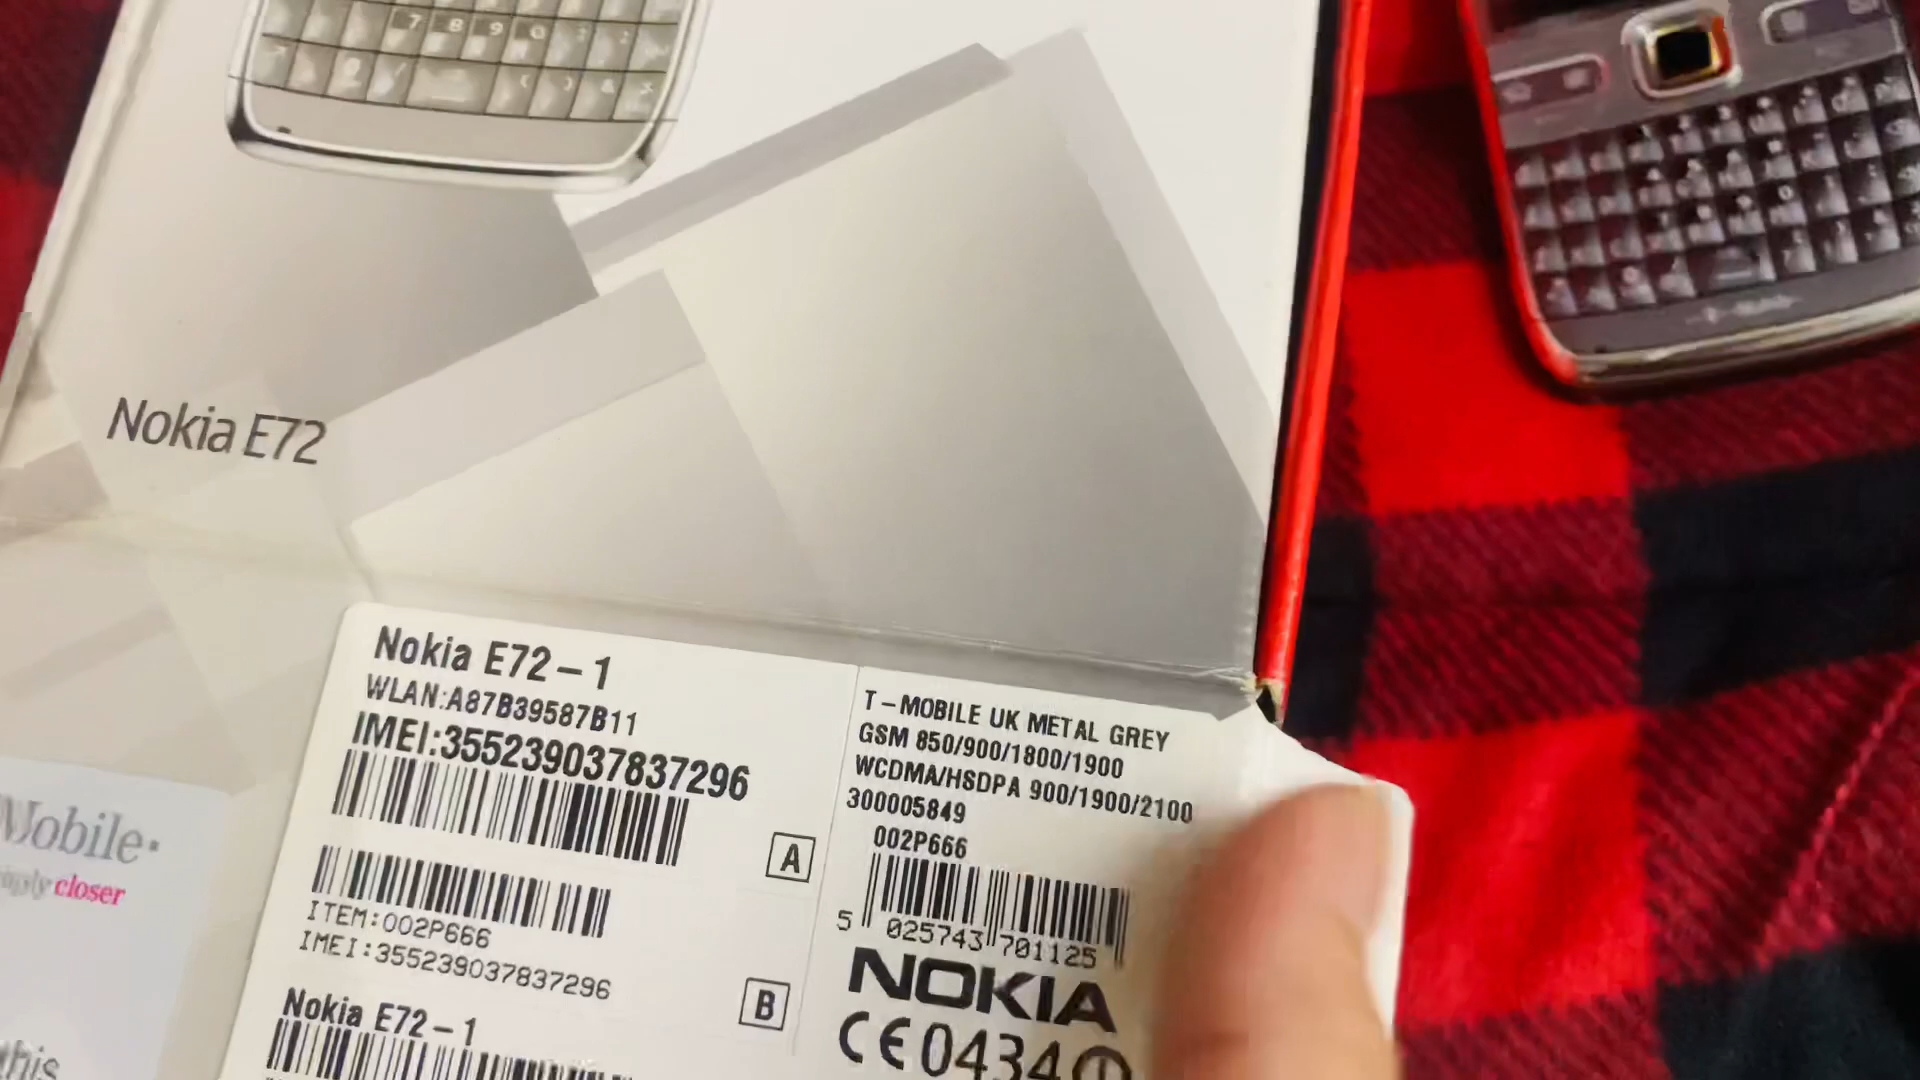 Nokia E72
Nokia E72-1
WLAN:A87B39587B11
IMEI:355239037837296
A
ITEM:002P666
IMEI:355239037837296
B
Nokia E72-1
T-MOBILE UK METAL GREY
GSM 850/900/1800/1900
WCDMA/HSDPA 900/1900/2100
300005849
002P666
5 025743 701125
NOKIA
CE0434
Mobile
closer